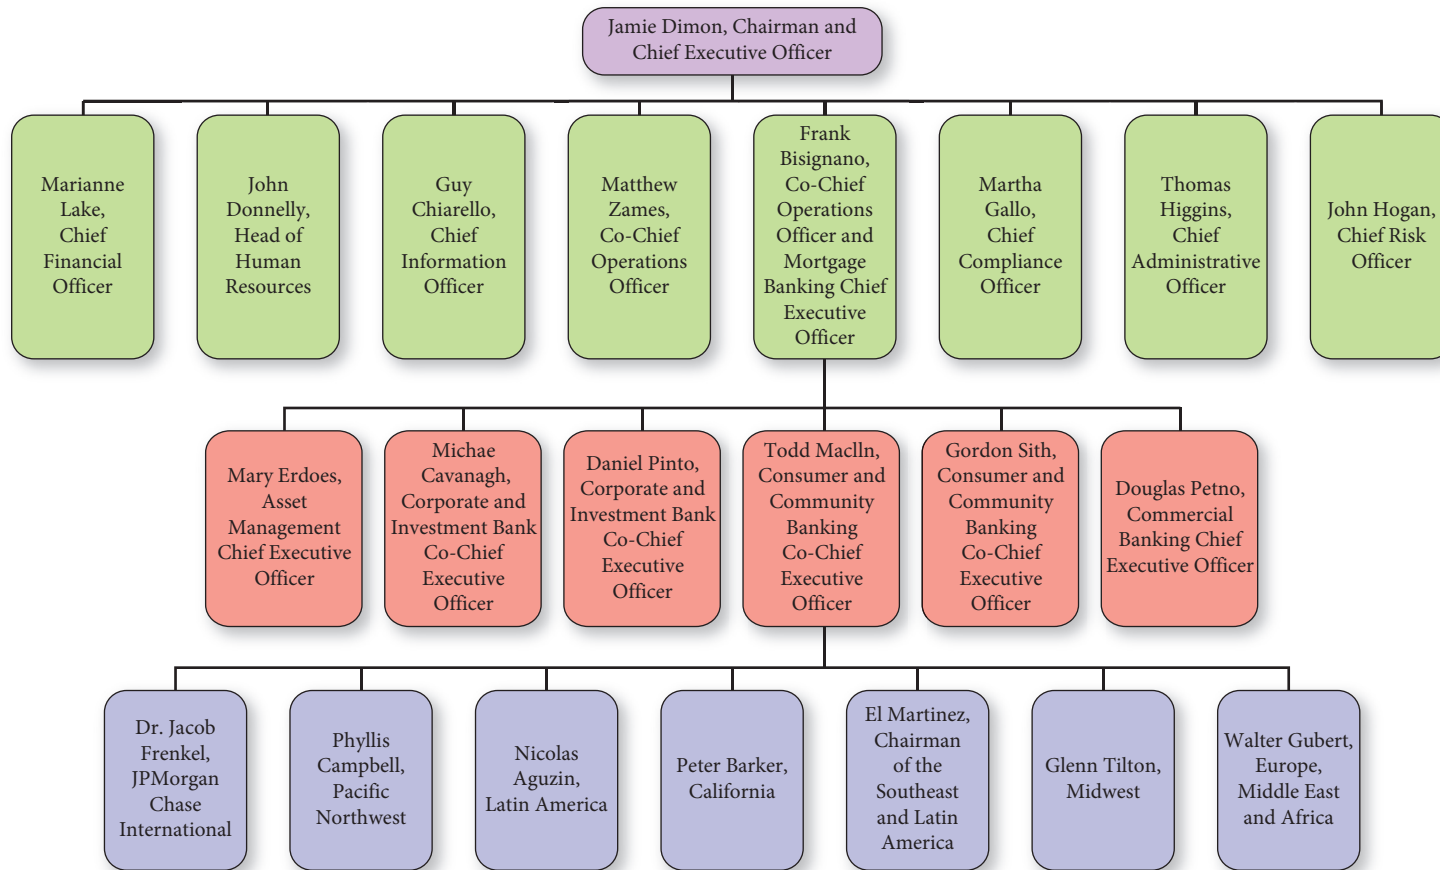 Jamie Dimon, Chairman and
Chief Executive Officer
Marianne
Lake,
Chief
Financial
Officer
John
Donnelly,
Head of
Human
Resources
Guy
Chiarello,
Chief
Information
Officer
Matthew
Zames,
Co-Chief
Operations
Officer
Frank
Bisignano,
Co-Chief
Operations
Officer and
Mortgage
Banking Chief
Executive
Officer
Martha
Gallo,
Chief
Compliance
Officer
Thomas
Higgins,
Chief
Administrative
Officer
John Hogan,
Chief Risk
Officer
Mary Erdoes,
Asset
Management
Chief Executive
Officer
Michae
Cavanagh,
Corporate and
Investment Bank
Co-Chief
Executive
Officer
Daniel Pinto,
Corporate and
Investment Bank
Co-Chief
Executive
Officer
Todd Maclln,
Consumer and
Community
Banking
Co-Chief
Executive
Officer
Gordon Sith,
Consumer and
Community
Banking
Co-Chief
Executive
Officer
Douglas Petno,
Commercial
Banking Chief
Executive Officer
Dr. Jacob
Frenkel,
JPMorgan
Chase
International
Phyllis
Campbell,
Pacific
Northwest
Nicolas
Aguzin,
Latin America
Peter Barker,
California
El Martinez,
Chairman
of the
Southeast
and Latin
America
Glenn Tilton,
Midwest
Walter Gubert,
Europe,
Middle East
and Africa